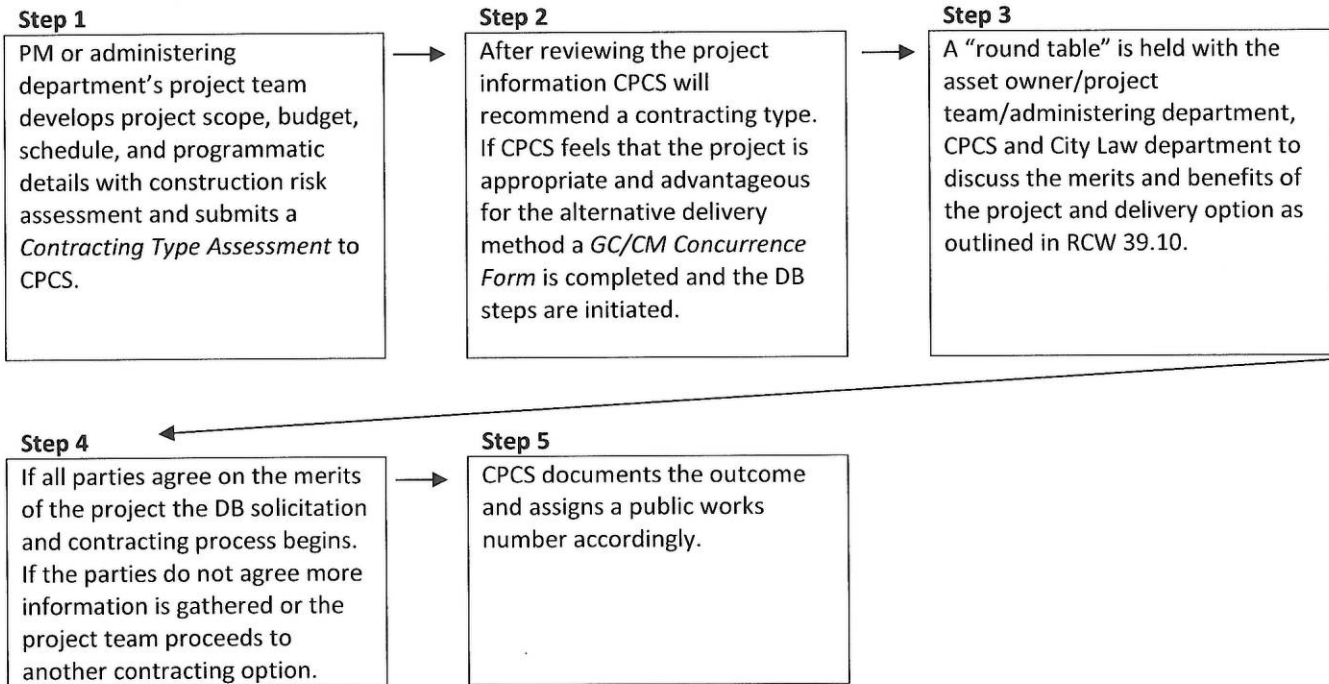 Step 1
PM or administering
department's project team
develops project scope, budget,
schedule, and programmatic
details with construction risk
assessment and submits a
Contracting Type Assessment to
CPCS.
Step 2
After reviewing the project
information CPCS will
recommend a contracting type.
If CPCS feels that the project is
appropriate and advantageous
for the alternative delivery
method a GC/CM Concurrence
Form is completed and the DB
steps are initiated.
Step 3
A “round table” is held with the
asset owner/project
team/administering department,
CPCS and City Law department to
discuss the merits and benefits of
the project and delivery option as
outlined in RCW 39.10.
Step 4
If all parties agree on the merits
of the project the DB solicitation
and contracting process begins.
If the parties do not agree more
information is gathered or the
project team proceeds to
another contracting option.
Step 5
CPCS documents the outcome
and assigns a public works
number accordingly.